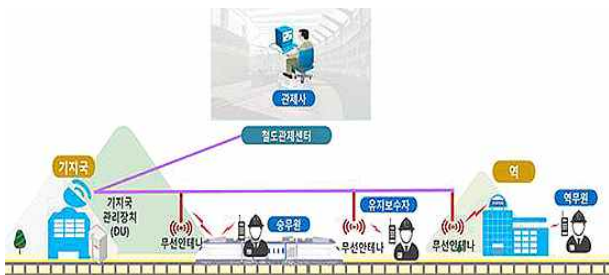 관제사
철도관제센터
기지국
역
기지국
관리장치
(DU)
승무원
유지보수자
역무원
무선안테나
무선안테나
무선안테나